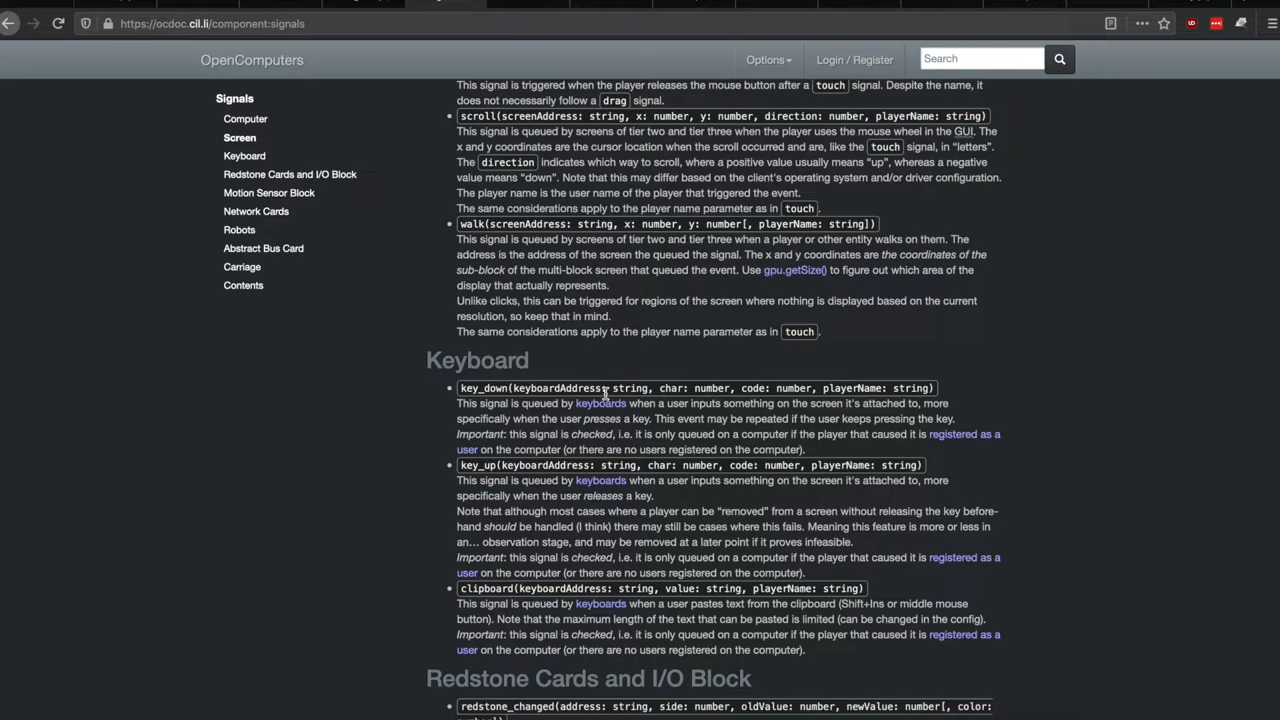 https://ocdoc.cil.li/component:signals
OpenComputers
Options
Login / Register
Search
Signals
Computer
Screen
Keyboard
Redstone Cards and I/O Block
Motion Sensor Block
Network Cards
Robots
Abstract Bus Card
Carriage
Contents
This signal is triggered when the player releases the mouse button after a touch signal. Despite the name, it
does not necessarily follow a drag signal.
scroll(screenAddress: string, x: number, y: number, direction: number, playerName: string)
This signal is queued by screens of tier two and tier three when the player uses the mouse wheel in the GUI. The
x and y coordinates are the cursor location when the scroll occurred and are, like the touch signal, in “letters”.
The direction indicates which way to scroll, where a positive value usually means “up”, whereas a negative
value means “down”. Note that this may differ based on the client's operating system and/or driver configuration.
The player name is the user name of the player that triggered the event.
The same considerations apply to the player name parameter as in touch.
walk(screenAddress: string, x: number, y: number[, playerName: string])
This signal is queued by screens of tier two and tier three when a player or other entity walks on them. The
address is the address of the screen the queued the signal. The x and y coordinates are the coordinates of the
sub-block of the multi-block screen that queued the event. Use gpu.getSize() to figure out which area of the
display that actually represents.
Unlike clicks, this can be triggered for regions of the screen where nothing is displayed based on the current
resolution, so keep that in mind.
The same considerations apply to the player name parameter as in touch.
Keyboard
key_down(keyboardAddress: string, char: number, code: number, playerName: string)
This signal is queued by keyboards when a user inputs something on the screen it's attached to, more
specifically when the user presses a key. This event may be repeated if the user keeps pressing the key.
Important: this signal is checked, i.e. it is only queued on a computer if the player that caused it is registered as a
user on the computer (or there are no users registered on the computer).
key_up(keyboardAddress: string, char: number, code: number, playerName: string)
This signal is queued by keyboards when a user inputs something on the screen it's attached to, more
specifically when the user releases a key.
Note that although most cases where a player can be “removed” from a screen without releasing the key before-
hand should be handled (I think) there may still be cases where this fails. Meaning this feature is more or less in
an… observation stage, and may be removed at a later point if it proves infeasible.
Important: this signal is checked, i.e. it is only queued on a computer if the player that caused it is registered as a
user on the computer (or there are no users registered on the computer).
clipboard(keyboardAddress: string, value: string, playerName: string)
This signal is queued by keyboards when a user pastes text from the clipboard (Shift+Ins or middle mouse
button). Note that the maximum length of the text that can be pasted is limited (can be changed in the config).
Important: this signal is checked, i.e. it is only queued on a computer if the player that caused it is registered as a
user on the computer (or there are no users registered on the computer).
Redstone Cards and I/O Block
redstone_changed(address: string, side: number, oldValue: number, newValue: number[, color: